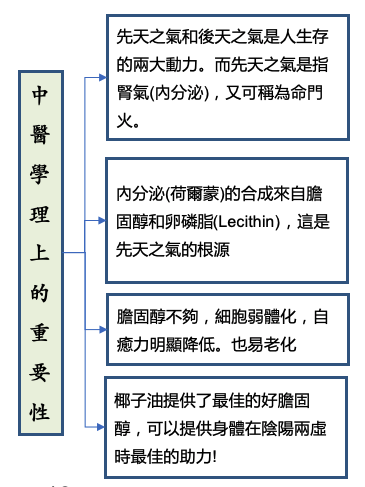 中醫學理上的重要性
先天之氣和後天之氣是人生存
的兩大動力。而先天之氣是指
腎氣(內分泌)，又可稱為命門
火。
內分泌(荷爾蒙)的合成來自膽
固醇和卵磷脂(Lecithin)，這是
先天之氣的根源
膽固醇不夠，細胞弱體化，自
癒力明顯降低。也易老化
椰子油提供了最佳的好膽固
醇，可以提供身體在陰陽兩虛
時最佳的助力!